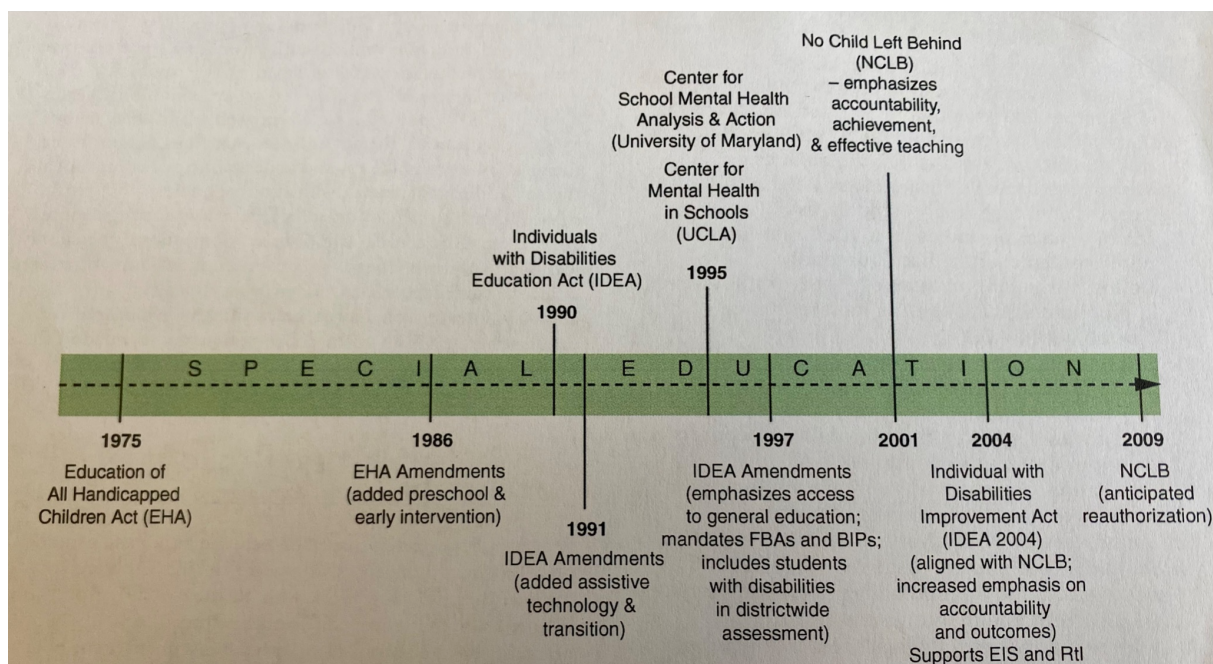 No Child Left Behind
(NCLB)
– emphasizes
accountability,
achievement,
& effective teaching
Center for
School Mental Health
Analysis & Action
(University of Maryland)
Center for
Mental Health
in Schools
(UCLA)
1995
Individuals
with Disabilities
Education Act (IDEA)
1990
S P E C I A L E D U C A T I O N
1975
Education of
All Handicapped
Children Act (EHA)
1986
EHA Amendments
(added preschool &
early intervention)
1991
IDEA Amendments
(added assistive
technology &
transition)
1997
IDEA Amendments
(emphasizes access
to general education;
mandates FBAs and BIPs;
includes students
with disabilities
in districtwide
assessment)
2001
2004
Individual with
Disabilities
Improvement Act
(IDEA 2004)
(aligned with NCLB;
increased emphasis on
accountability
and outcomes)
Supports EIS and RtI
2009
NCLB
(anticipated
reauthorization)